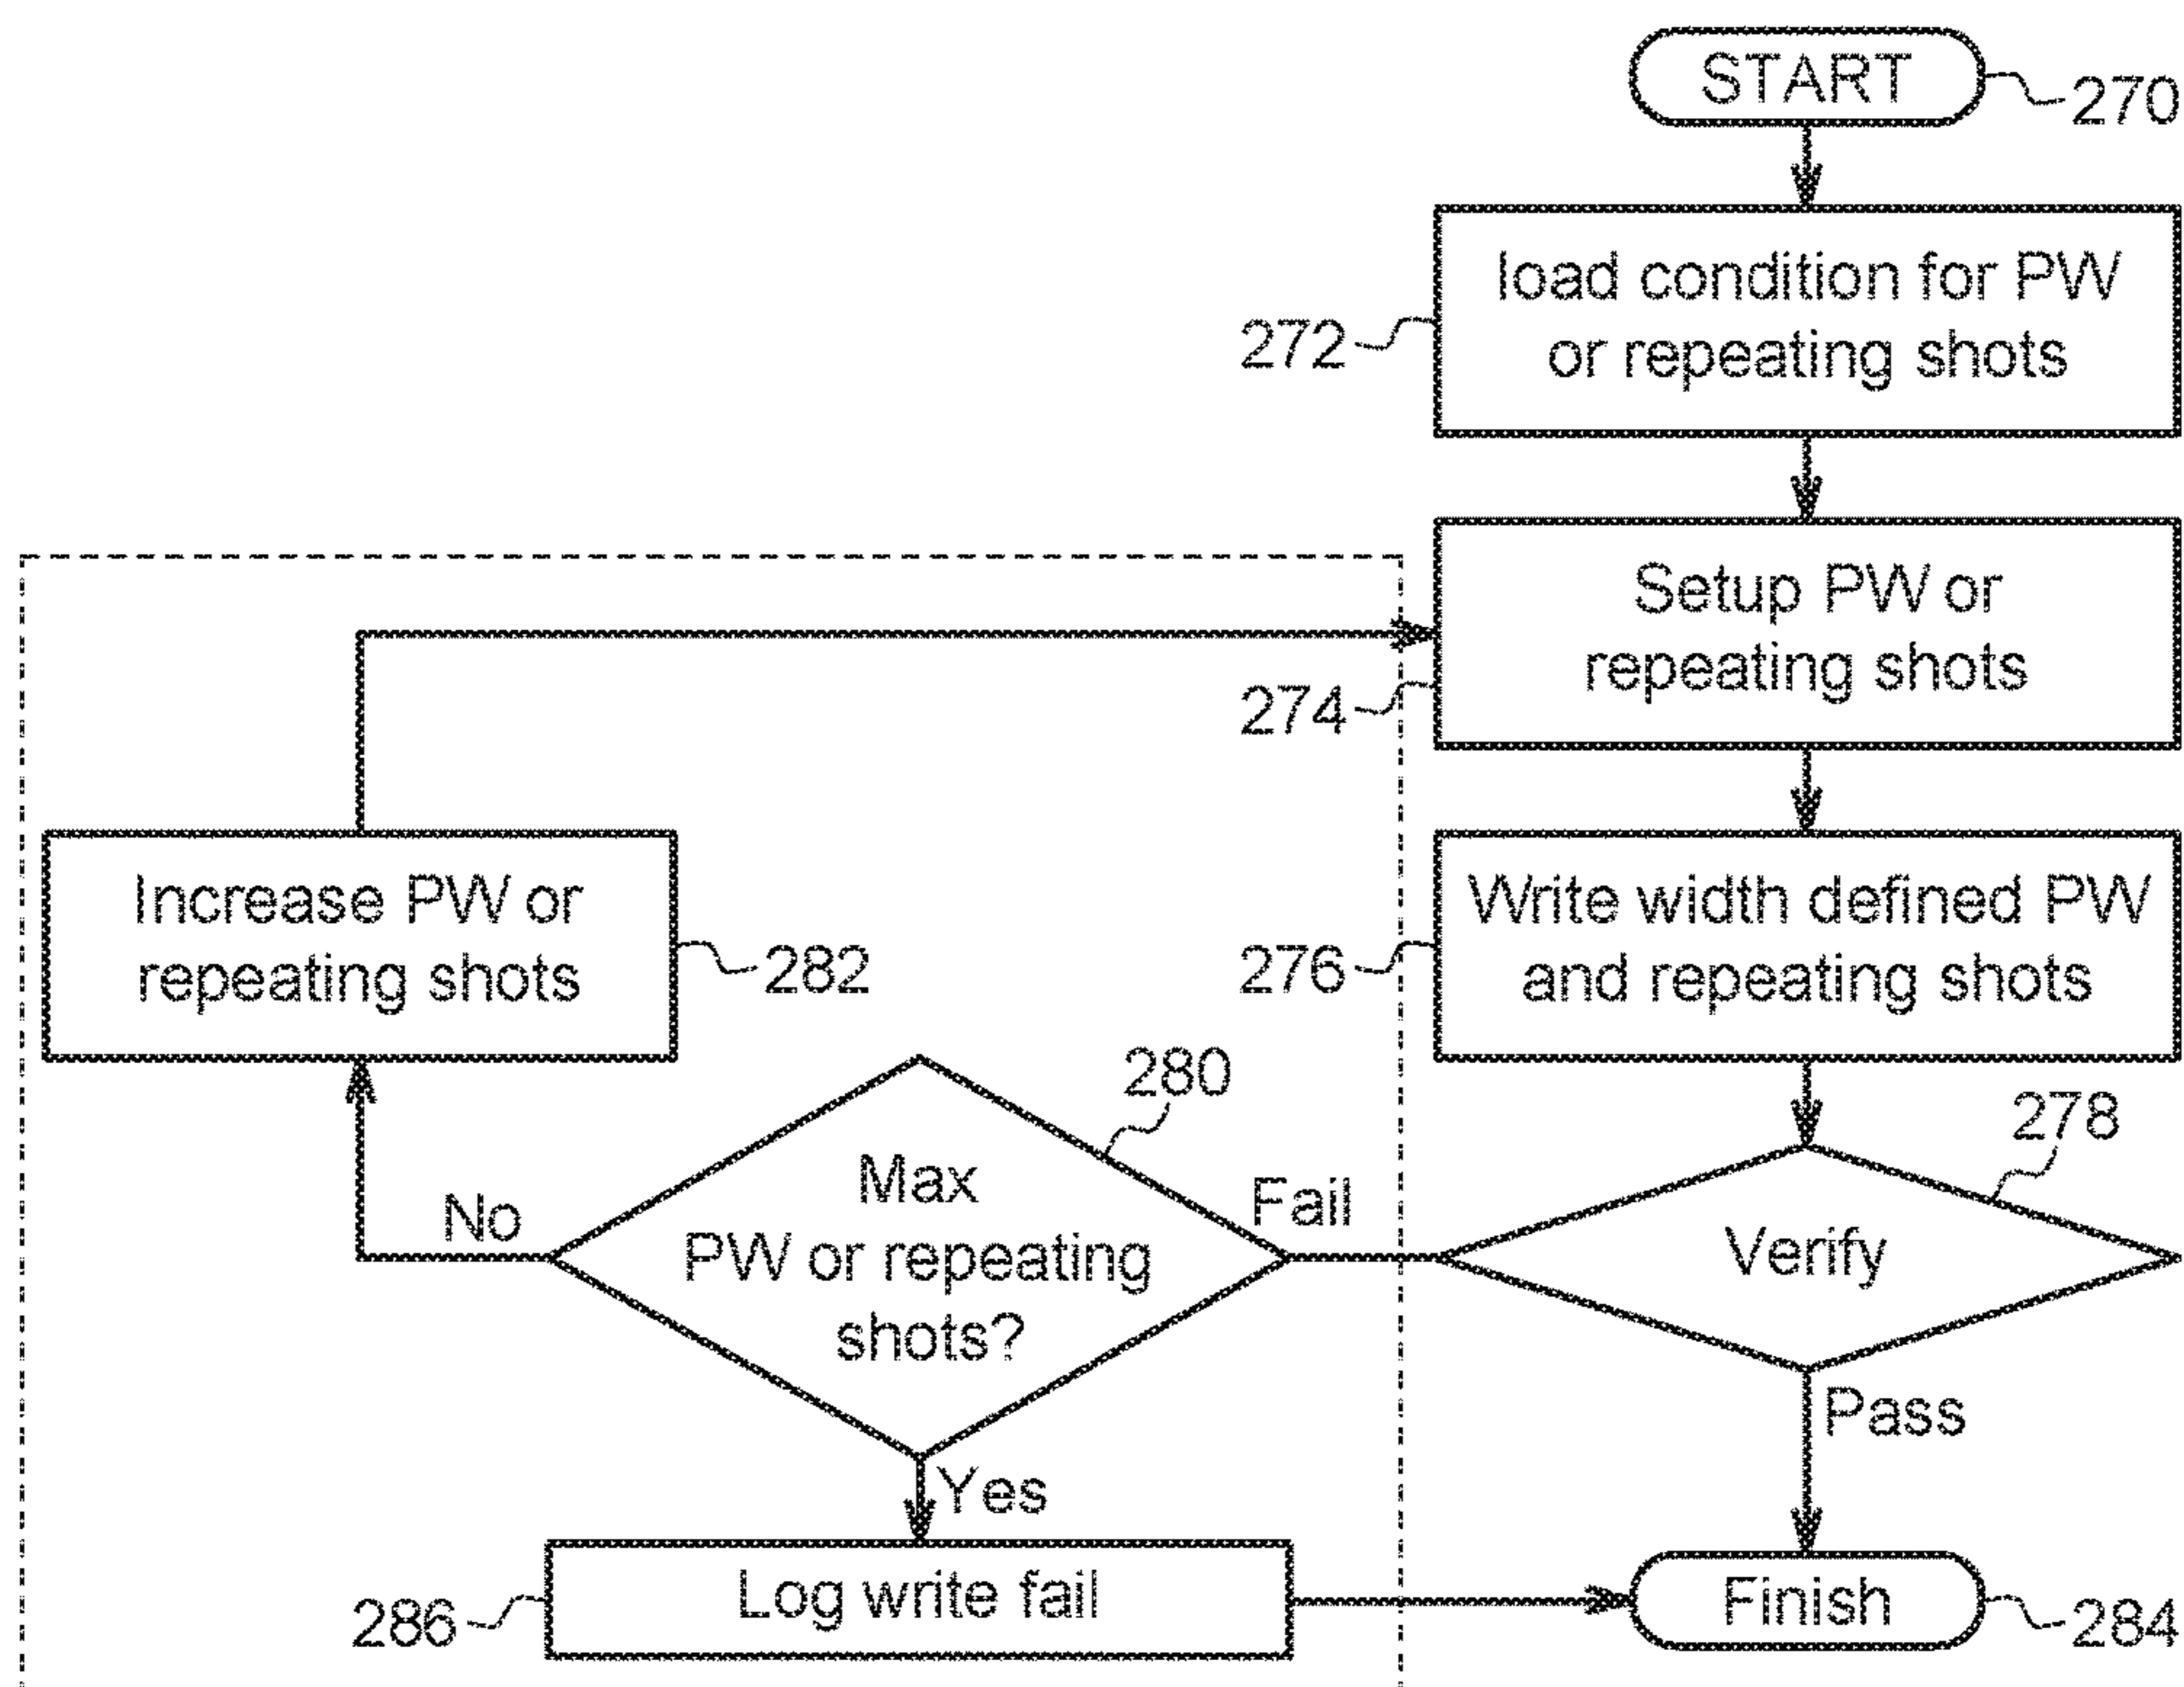 START
270
load condition for PW
or repeating shots
272
Setup PW or
repeating shots
274
Increase PW or
repeating shots
282
Write width defined PW
and repeating shots
276
280
278
Max
PW or repeating
shots?
No
Fail
Verify
Yes
Pass
Log write fail
286
Finish
284